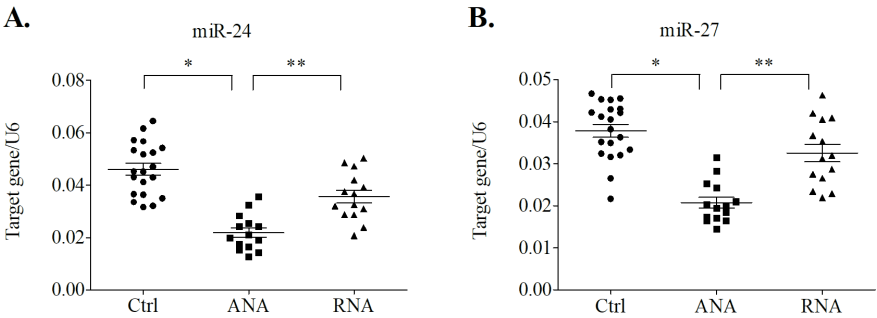 A.
miR-24
* **
0.08
0.06
0.04
0.02
0.00
Target gene/U6
Ctrl ANA RNA
B.
miR-27
* **
0.05
0.04
0.03
0.02
0.01
0.00
Target gene/U6
Ctrl ANA RNA